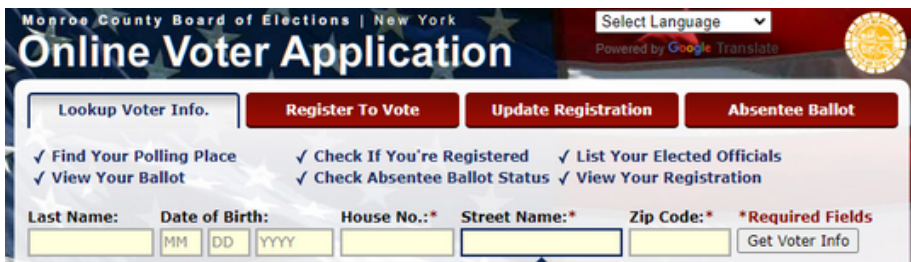 Monroe County Board of Elections | New York
Select Language
Online Voter Application
Powered by Google Translate
Lookup Voter Info. Register To Vote Update Registration Absentee Ballot
✓ Find Your Polling Place ✓ Check If You're Registered ✓ List Your Elected Officials
✓ View Your Ballot ✓ Check Absentee Ballot Status ✓ View Your Registration
Last Name: Date of Birth: House No.:* Street Name:* Zip Code:* *Required Fields
MM DD YYYY Get Voter Info